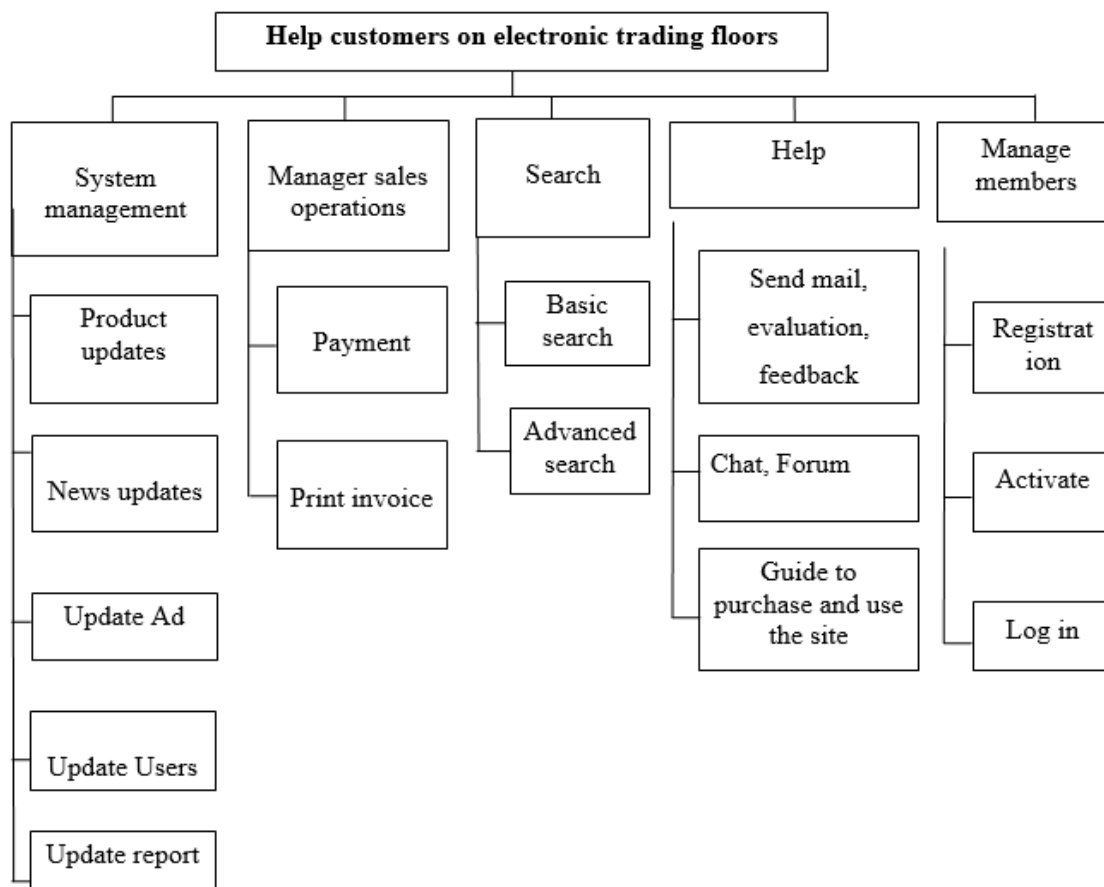 Help customers on electronic trading floors
System
management
Manager sales
operations
Search
Help
Manage
members
Product
updates
News updates
Update Ad
Update Users
Update report
Payment
Print invoice
Basic
search
Advanced
search
Send mail,
evaluation,
feedback
Chat, Forum
Guide to
purchase and use
the site
Registrat
ion
Activate
Log in